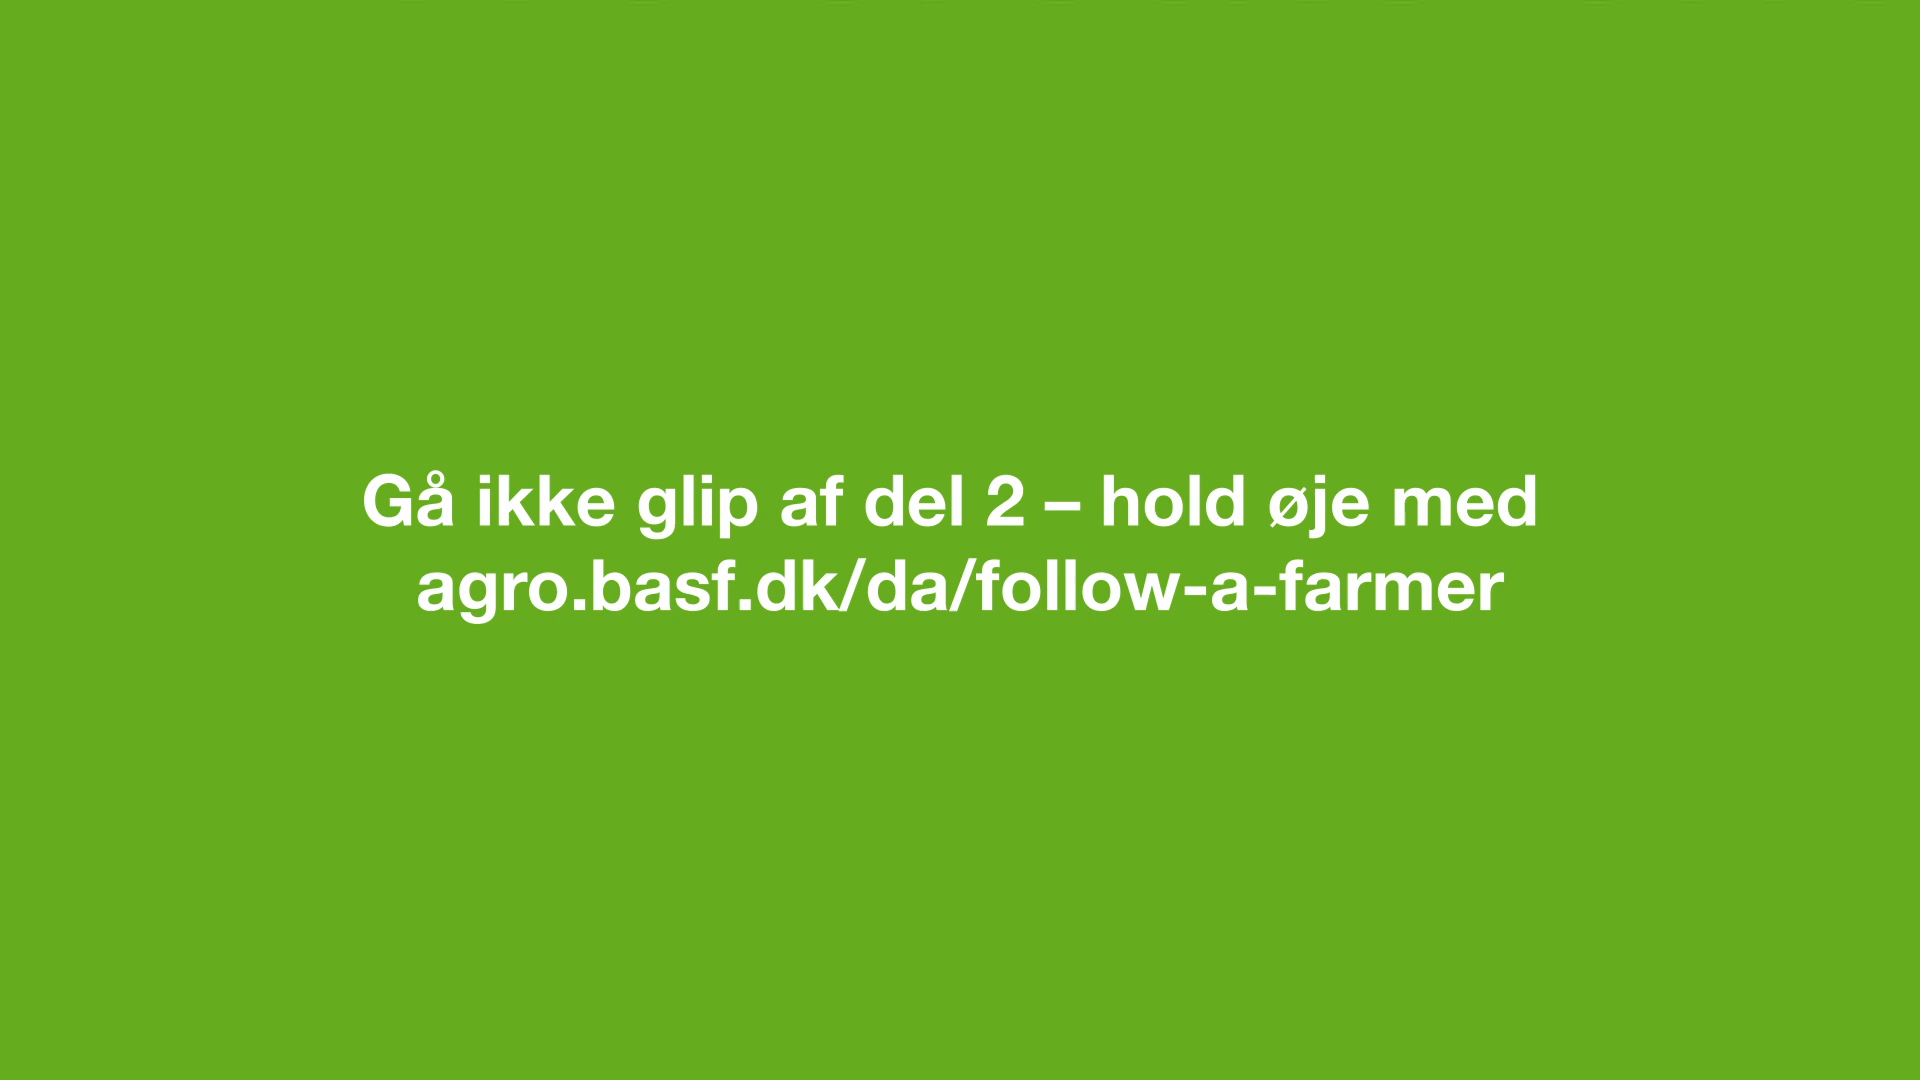 Gå ikke glip af del 2 – hold øje med
agro.basf.dk/da/follow-a-farmer